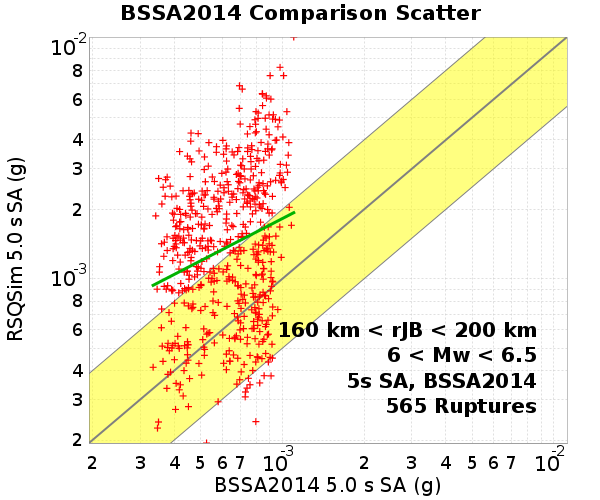 BSSA2014 Comparison Scatter
RSQSim 5.0 s SA (g)
10-2
8
6
4
3
2
10-3
8
6
4
3
2
160 km < rJB < 200 km
6 < Mw < 6.5
5s SA, BSSA2014
565 Ruptures
2 3 4 5 6 7 10-3 2 3 4 5 6 7 10-2
BSSA2014 5.0 s SA (g)